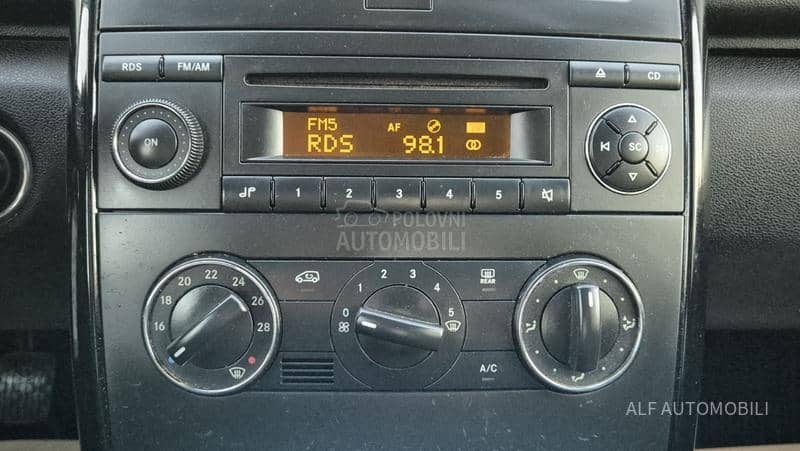 RDS FM/AM CD
FM5 AF
RDS 98.1
ON SC
1 2 3 4 5
POLOVNI
AUTOMOBILI
16 18 20 22 24 26 28
0 1 2 3 4 5
REAR
A/C
ALF AUTOMOBILI